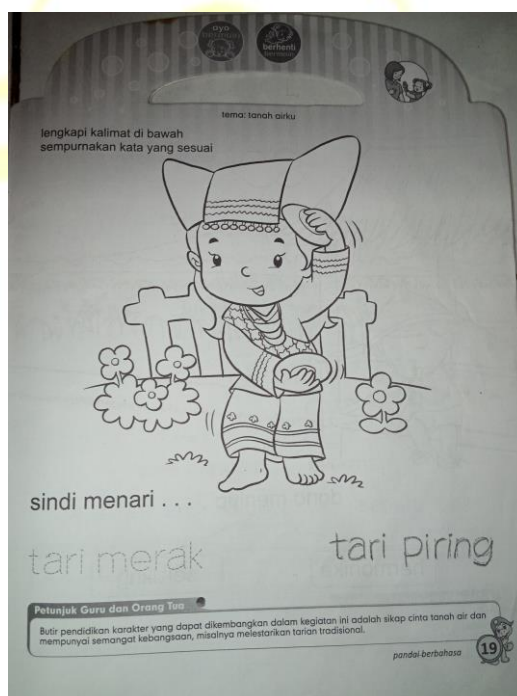 ayo
berhenti
tema: tanah airku
lengkapi kalimat di bawah
sempurnakan kata yang sesuai
sindi menari . . .
tari merak
tari piring
Petunjuk Guru dan Orang Tua
Butir pendidikan karakter yang dapat dikembangkan dalam kegiatan ini adalah sikap cinta tanah air dan
mempunyai semangat kebangsaan, misalnya melestarikan tarian tradisional.
pandai berbahasa
19